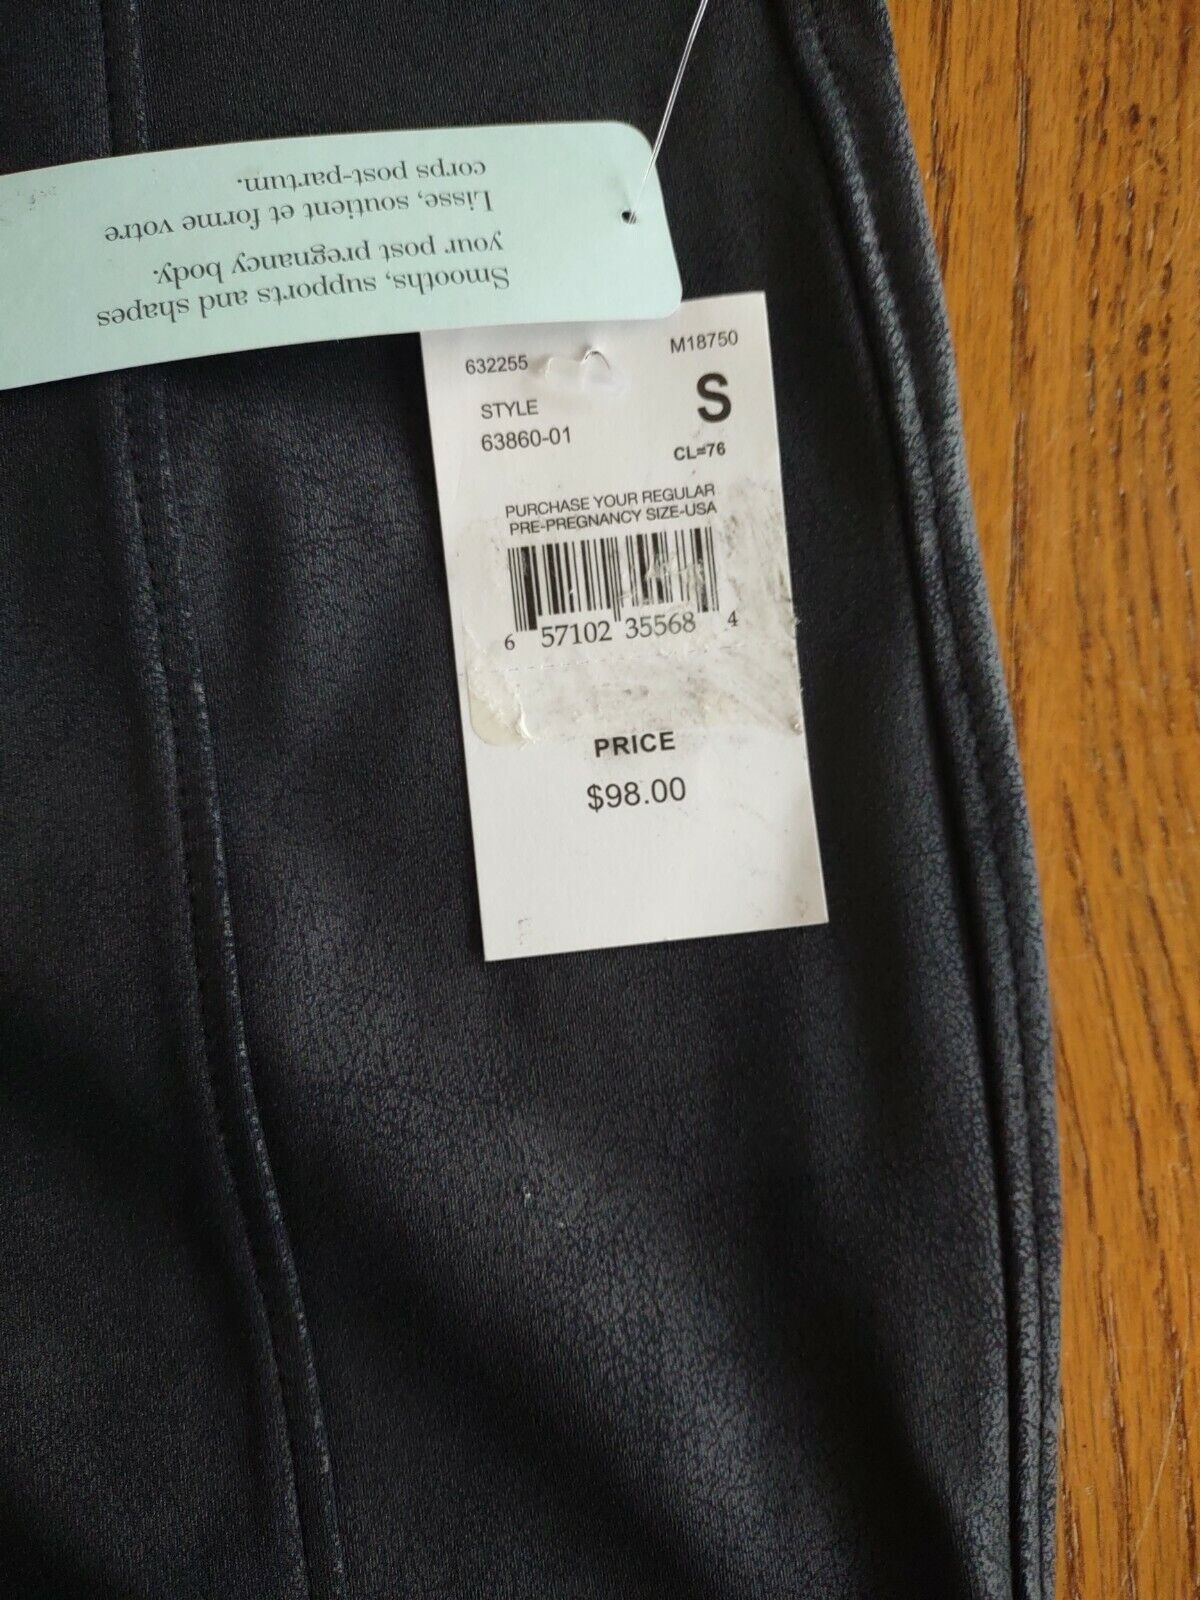 Smooths, supports and shapes
your post pregnancy body.
Lisse, soutient et forme votre
corps post-partum.
632255
M18750
STYLE
63860-01
S
CL=76
PURCHASE YOUR REGULAR
PRE-PREGNANCY SIZE-USA
6 57102 35568 4
PRICE
$98.00